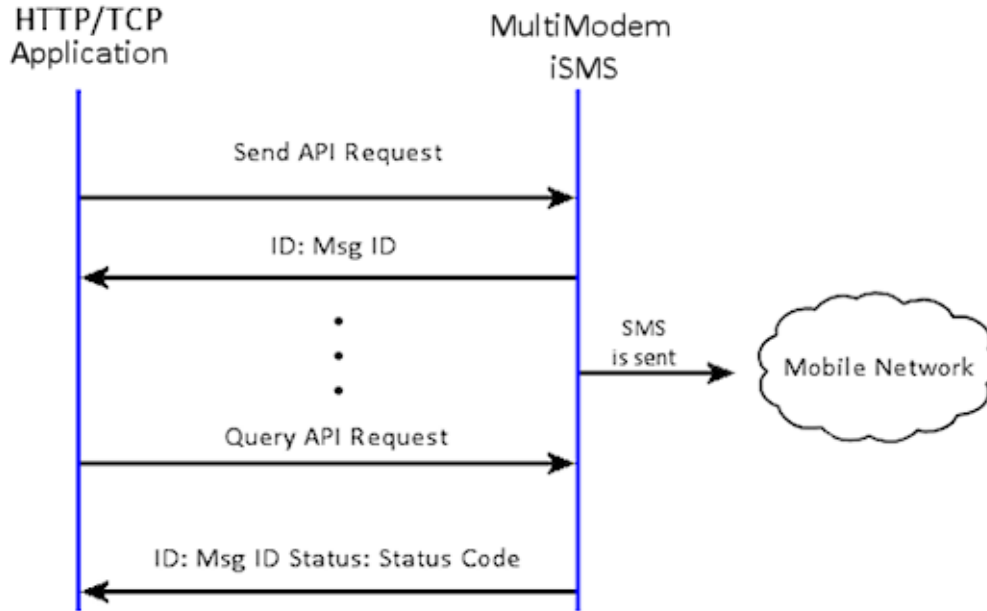 HTTP/TCP
Application
MultiModem
iSMS
Send API Request
ID: Msg ID
SMS
is sent
Mobile Network
Query API Request
ID: Msg ID Status: Status Code